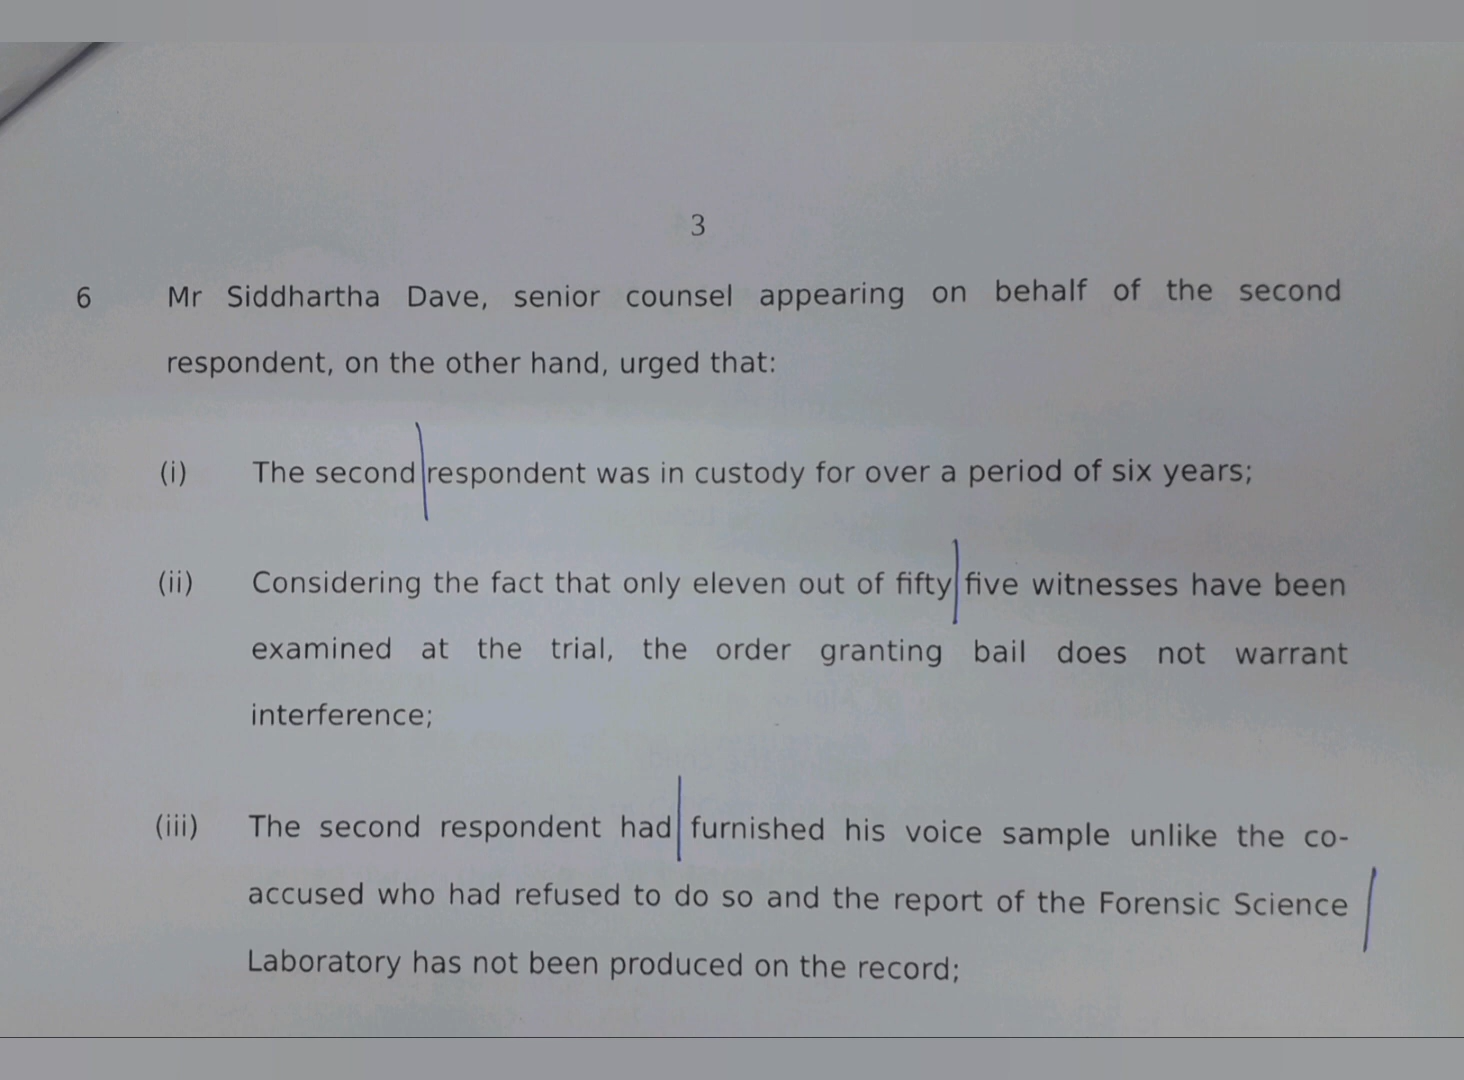 3
6 Mr Siddhartha Dave, senior counsel appearing on behalf of the second
respondent, on the other hand, urged that:
(i) The second respondent was in custody for over a period of six years;
(ii) Considering the fact that only eleven out of fifty five witnesses have been
examined at the trial, the order granting bail does not warrant
interference;
(iii) The second respondent had furnished his voice sample unlike the co-
accused who had refused to do so and the report of the Forensic Science
Laboratory has not been produced on the record;